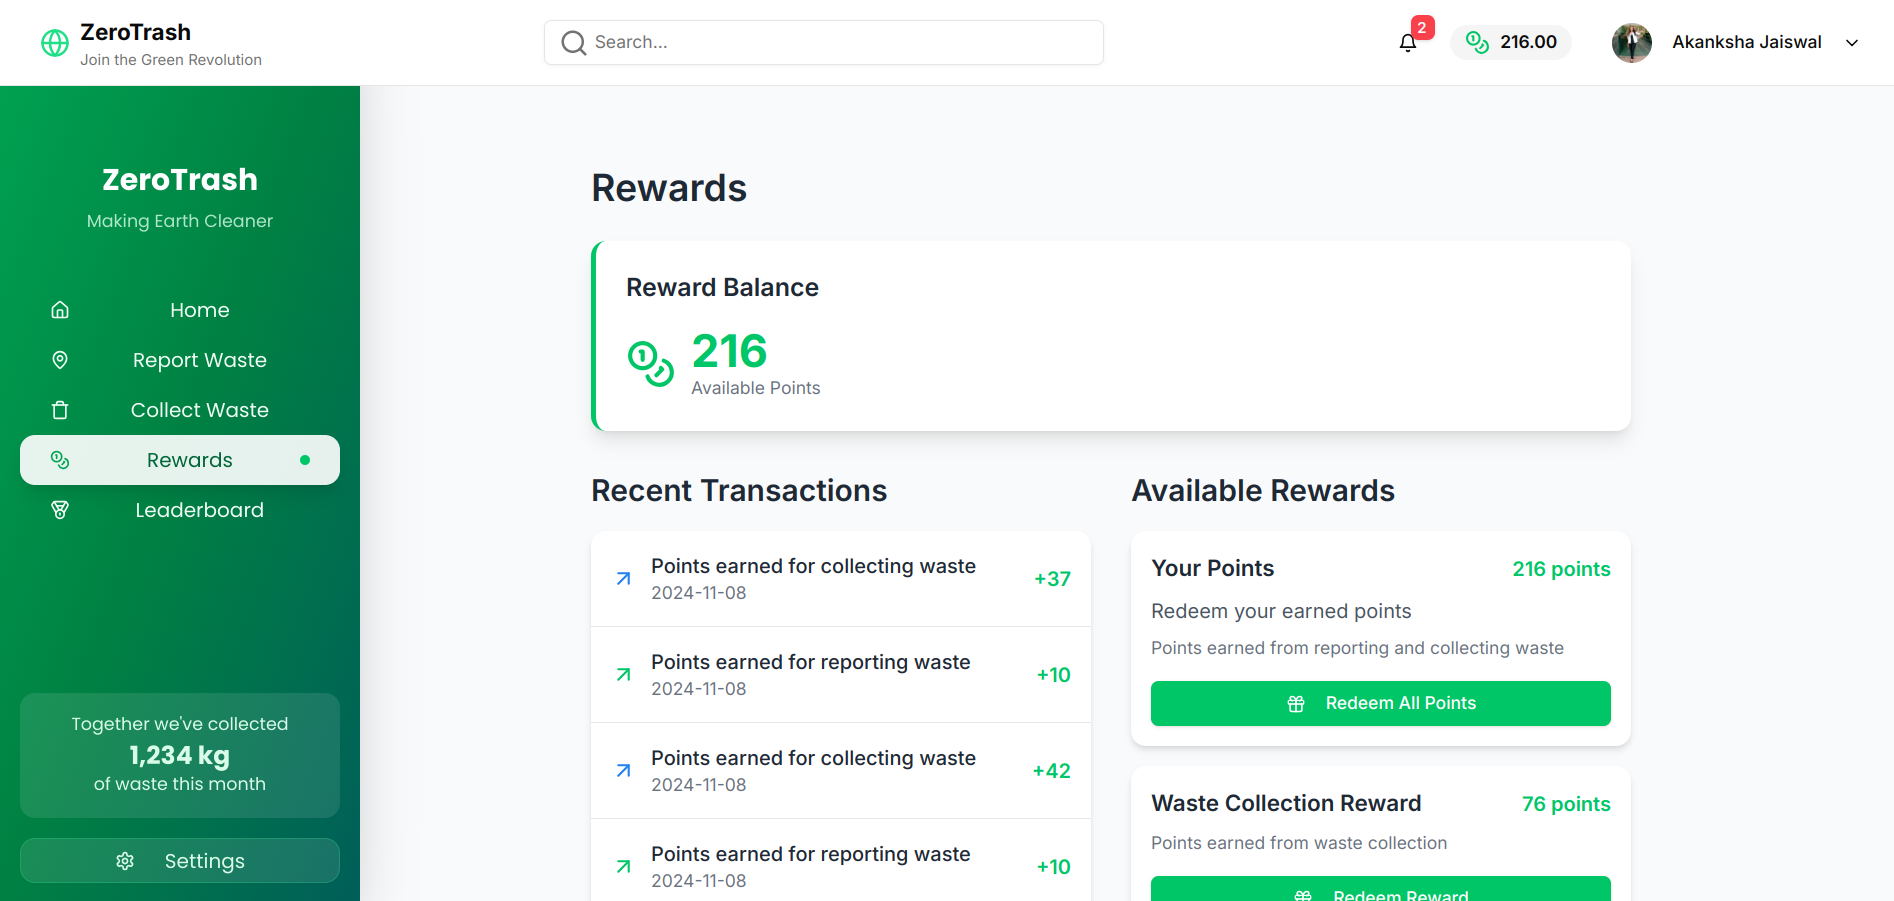 ZeroTrash
Join the Green Revolution
Search...
2
216.00
Akanksha Jaiswal
ZeroTrash
Making Earth Cleaner
Home
Report Waste
Collect Waste
Rewards
Leaderboard
Together we've collected
1,234 kg
of waste this month
Settings
Rewards
Reward Balance
216
Available Points
Recent Transactions
Points earned for collecting waste
2024-11-08
+37
Points earned for reporting waste
2024-11-08
+10
Points earned for collecting waste
2024-11-08
+42
Points earned for reporting waste
2024-11-08
+10
Available Rewards
Your Points
216 points
Redeem your earned points
Points earned from reporting and collecting waste
Redeem All Points
Waste Collection Reward
76 points
Points earned from waste collection
Redeem Reward